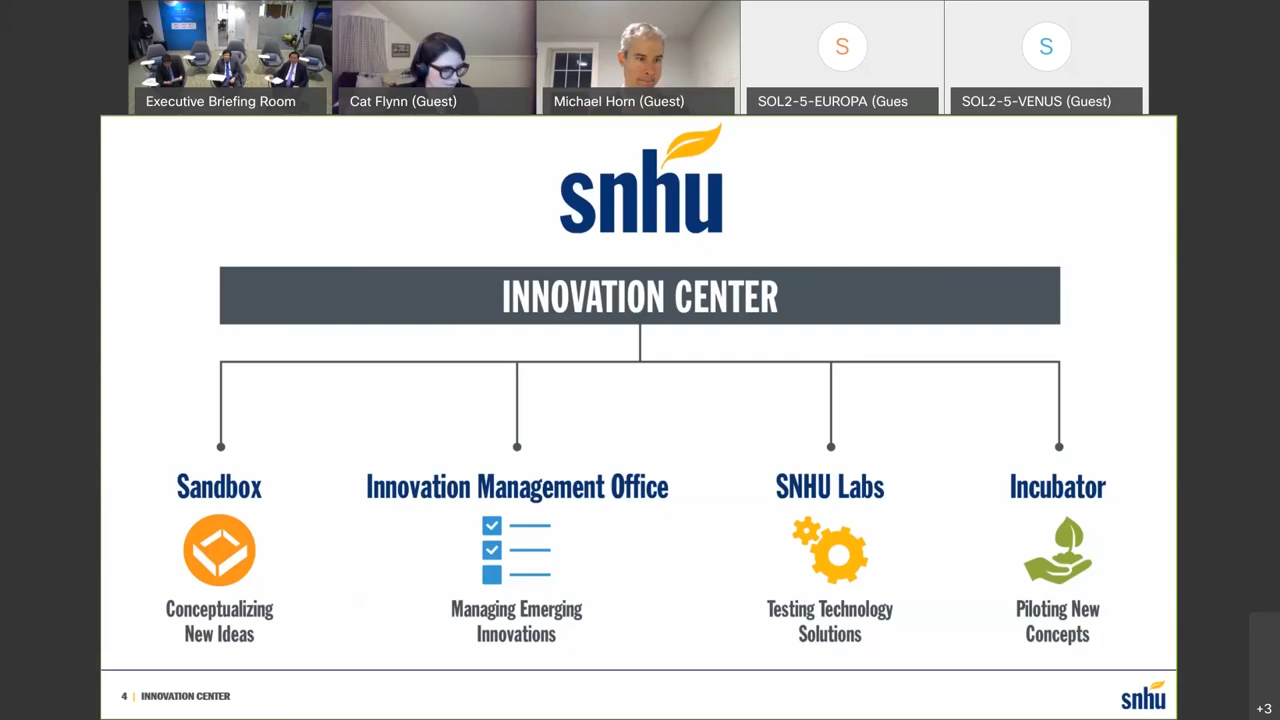 Executive Briefing Room
Cat Flynn (Guest)
Michael Horn (Guest)
S
SOL2-5-EUROPA (Gues
S
SOL2-5-VENUS (Guest)
snhu
INNOVATION CENTER
Sandbox
Innovation Management Office
SNHU Labs
Incubator
Conceptualizing
New Ideas
Managing Emerging
Innovations
Testing Technology
Solutions
Piloting New
Concepts
4 | INNOVATION CENTER
snhu
+3